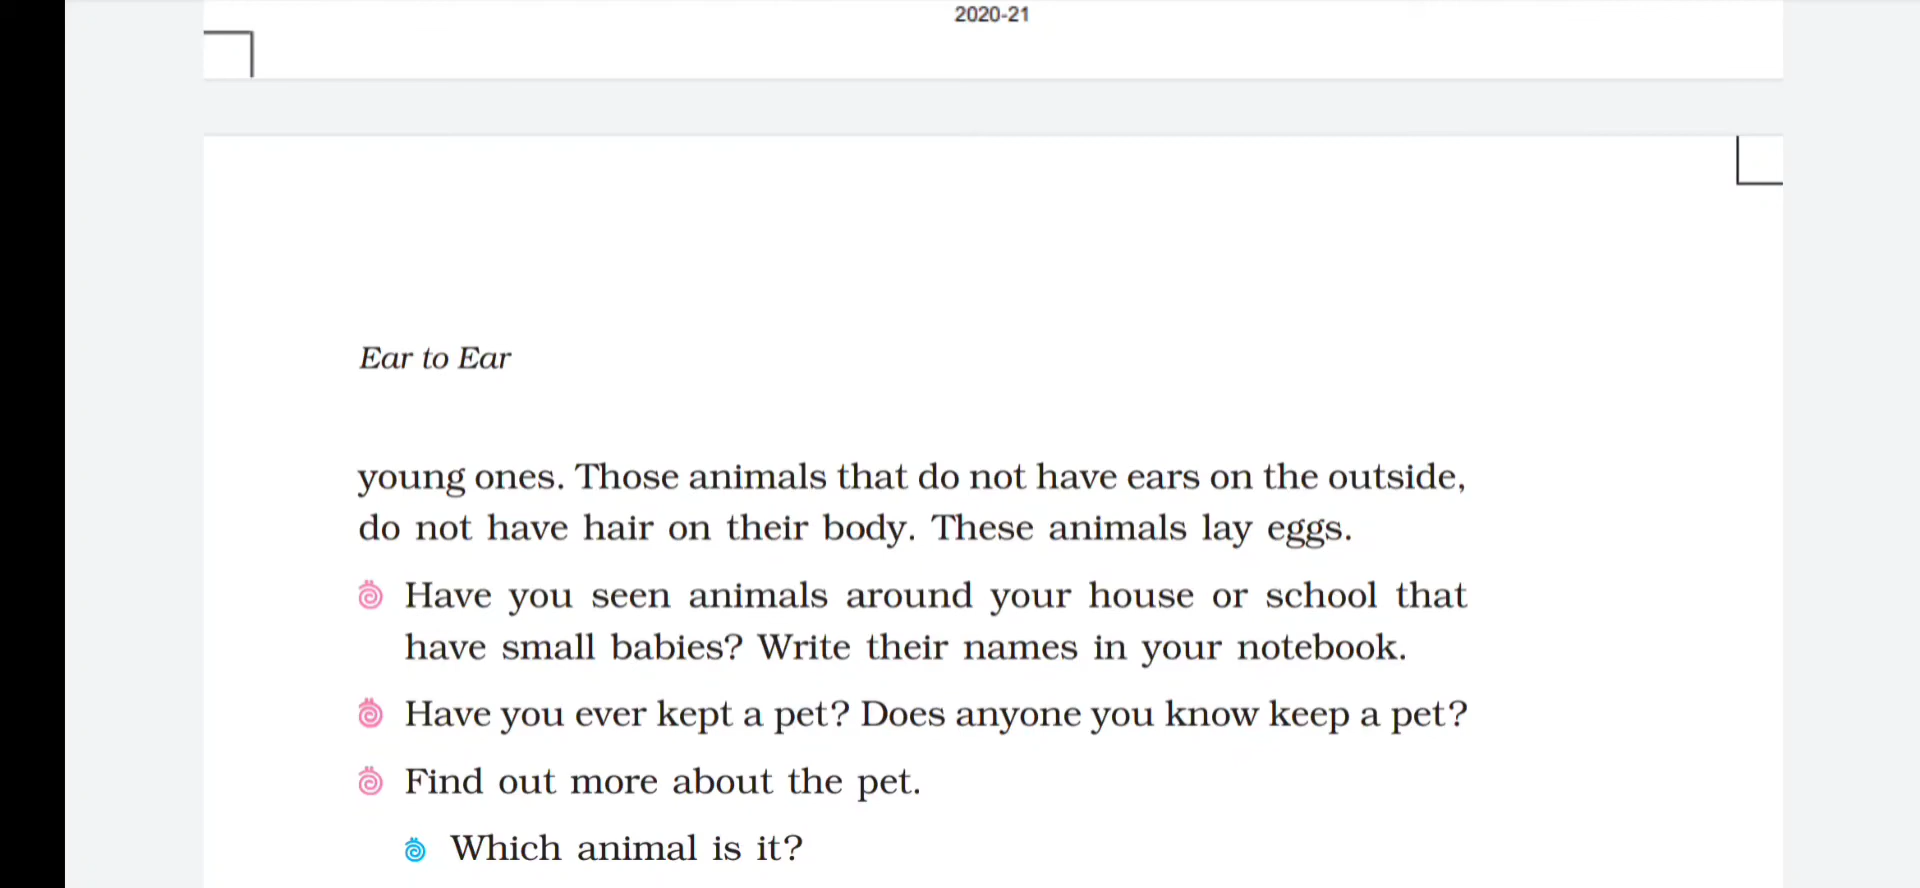 2020-21
Ear to Ear
young ones. Those animals that do not have ears on the outside,
do not have hair on their body. These animals lay eggs.
Have you seen animals around your house or school that
have small babies? Write their names in your notebook.
Have you ever kept a pet? Does anyone you know keep a pet?
Find out more about the pet.
Which animal is it?